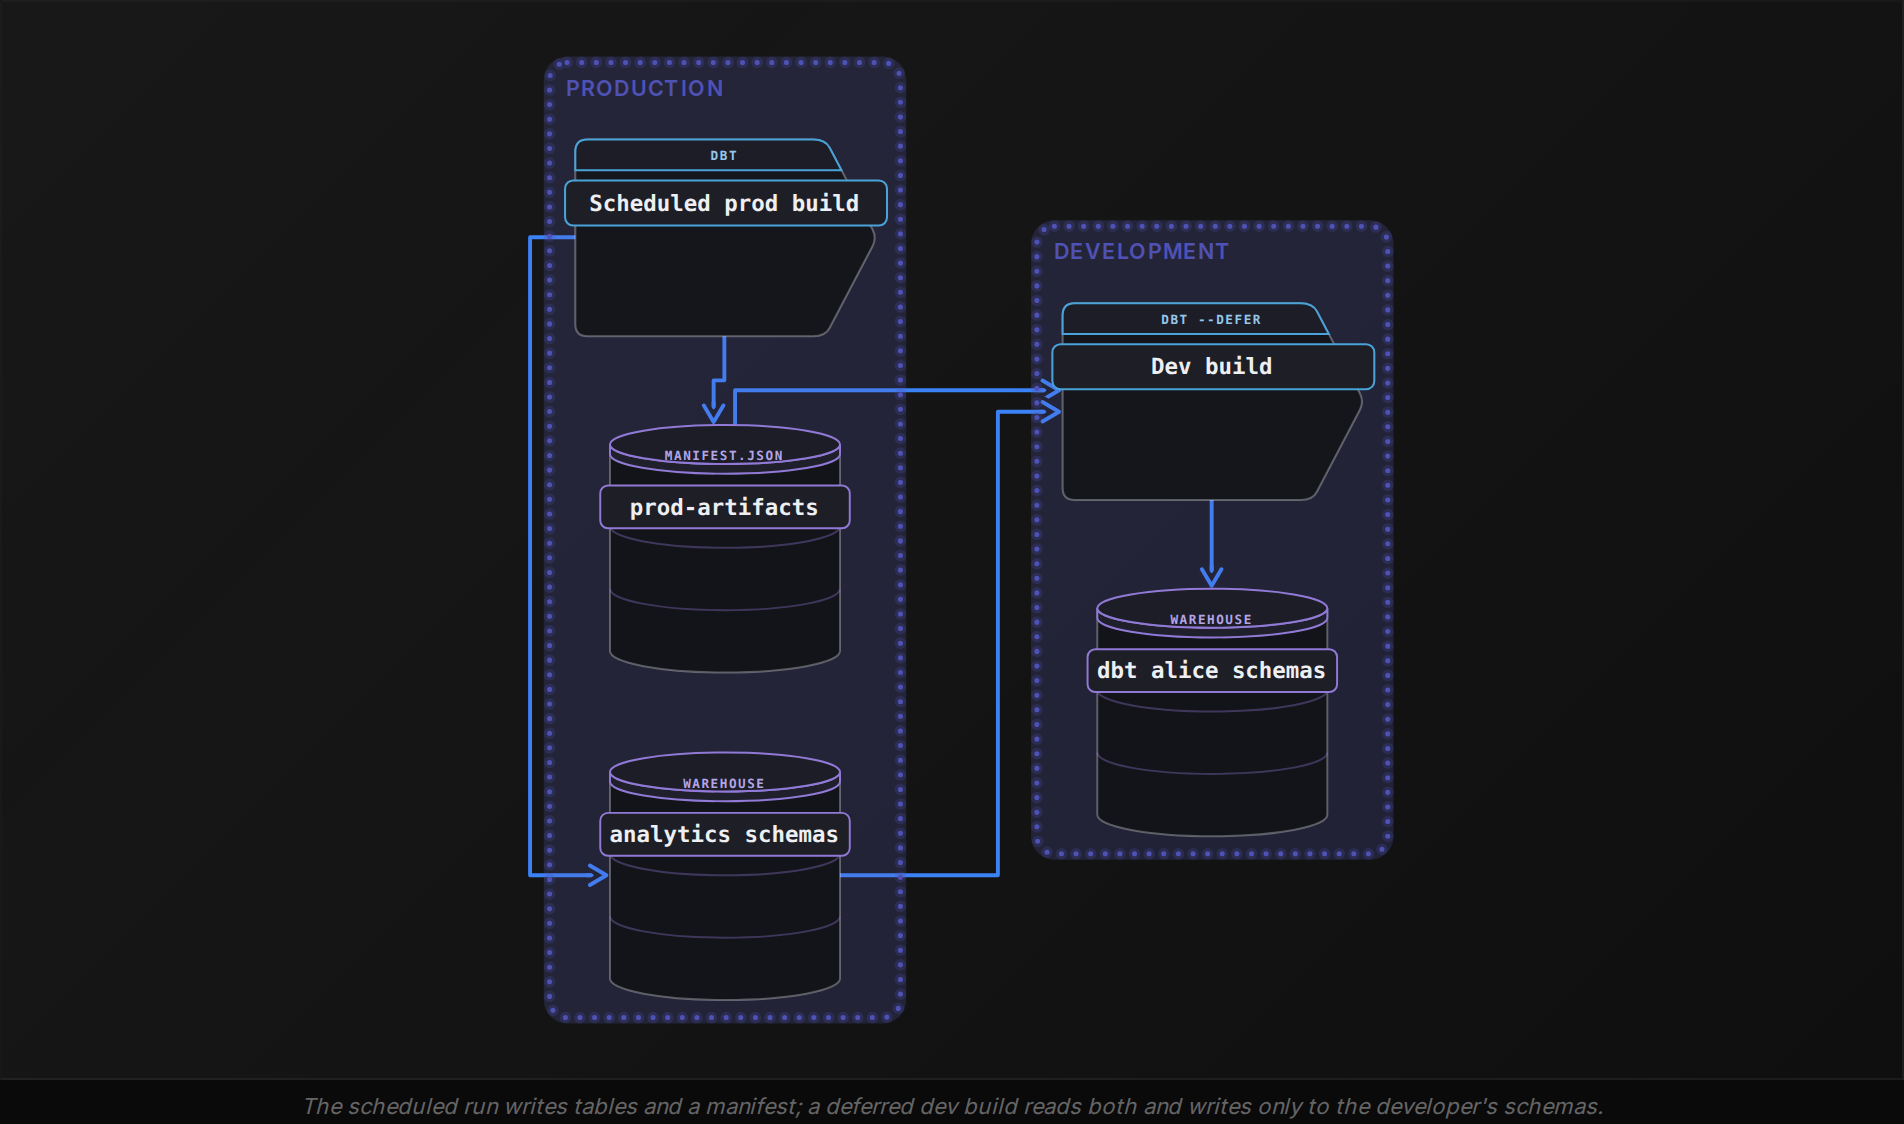 PRODUCTION
DBT
Scheduled prod build
MANIFEST.JSON
prod-artifacts
WAREHOUSE
analytics schemas
DEVELOPMENT
DBT --DEFER
Dev build
WAREHOUSE
dbt alice schemas
The scheduled run writes tables and a manifest; a deferred dev build reads both and writes only to the developer's schemas.